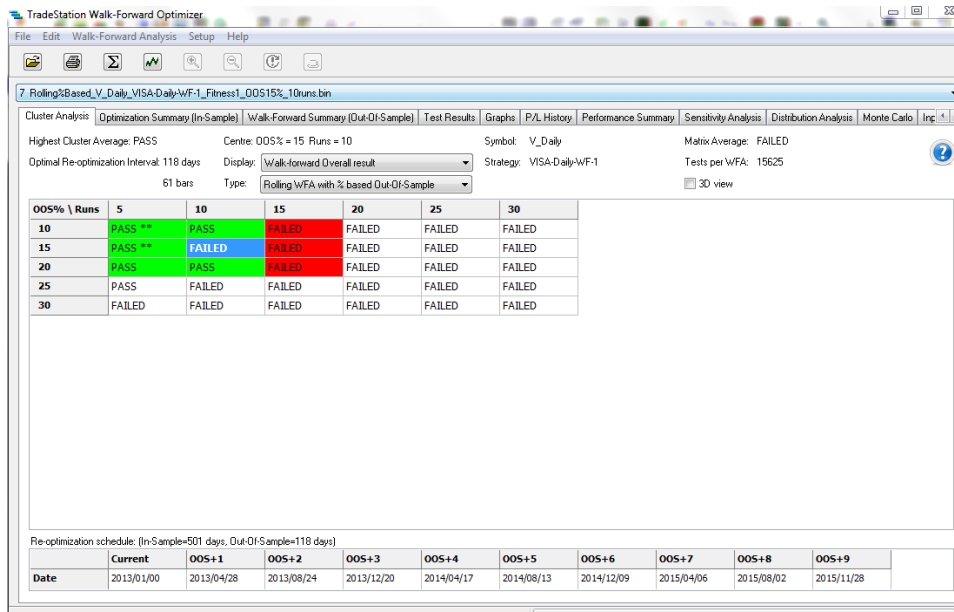 TradeStation Walk-Forward Optimizer
File Edit Walk-Forward Analysis Setup Help
7 Rolling%Based_V_Daily_VISA-Daily-WF-1_Fitness1_OOS15%_10runs.bin
Cluster Analysis Optimization Summary (In-Sample) Walk-Forward Summary (Out-Of-Sample) Test Results Graphs P/L History Performance Summary Sensitivity Analysis Distribution Analysis Monte Carlo
Highest Cluster Average: PASS Centre: OOS% = 15 Runs = 10 Symbol: V_Daily Matrix Average: FAILED
Optimal Re-optimization Interval: 118 days Display: Walk-forward Overall result Strategy: VISA-Daily-WF-1 Tests per WFA: 15625
61 bars Type: Rolling WFA with % based Out-Of-Sample 3D view
OOS% \ Runs 5 10 15 20 25 30
10 PASS ** PASS FAILED FAILED FAILED FAILED
15 PASS ** FAILED FAILED FAILED FAILED FAILED
20 PASS PASS FAILED FAILED FAILED FAILED
25 PASS FAILED FAILED FAILED FAILED FAILED
30 FAILED FAILED FAILED FAILED FAILED FAILED
Re-optimization schedule: (In-Sample=501 days, Out-Of-Sample=118 days)
Current OOS+1 OOS+2 OOS+3 OOS+4 OOS+5 OOS+6 OOS+7 OOS+8 OOS+9
Date 2013/01/00 2013/04/28 2013/08/24 2013/12/20 2014/04/17 2014/08/13 2014/12/09 2015/04/06 2015/08/02 2015/11/28